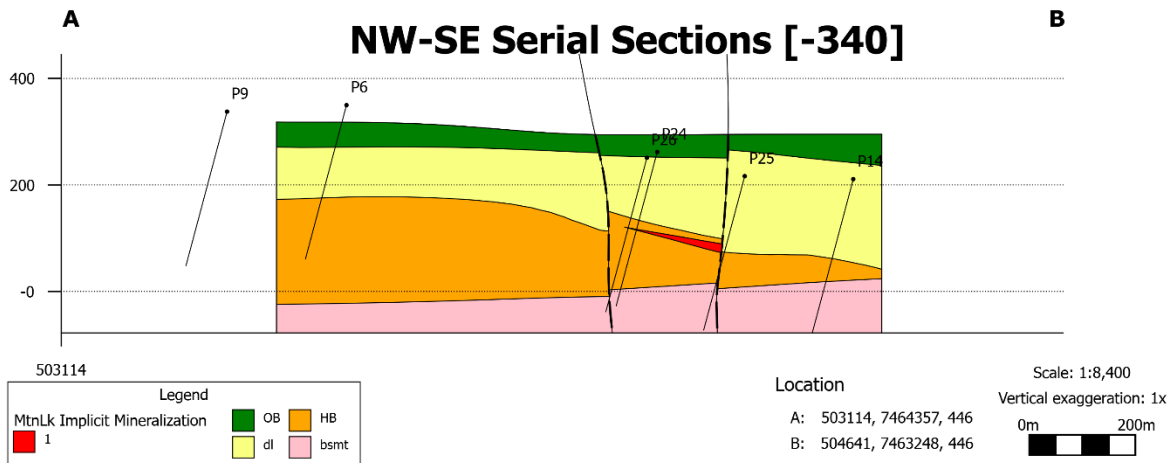 A
B
NW-SE Serial Sections [-340]
400
P9
P6
P24
P26
P25
P14
200
-0
503114
Legend
MtnLk Implicit Mineralization
1
OB
HB
dl
bsmt
Location
A: 503114, 7464357, 446
B: 504641, 7463248, 446
Scale: 1:8,400
Vertical exaggeration: 1x
0m 200m